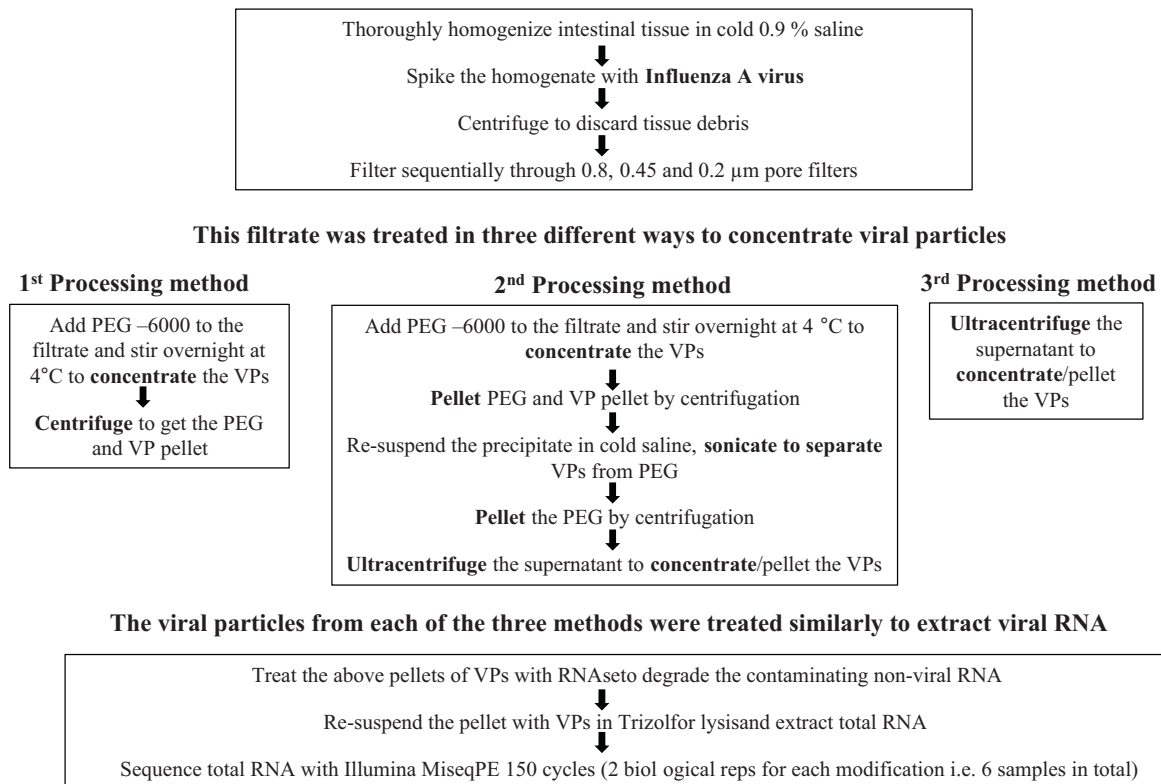 Thoroughly homogenize intestinal tissue in cold 0.9 % saline
Spike the homogenate with Influenza A virus
Centrifuge to discard tissue debris
Filter sequentially through 0.8, 0.45 and 0.2 µm pore filters
This filtrate was treated in three different ways to concentrate viral particles
1st Processing method
Add PEG –6000 to the
filtrate and stir overnight at
4°C to concentrate the VPs
Centrifuge to get the PEG
and VP pellet
2nd Processing method
Add PEG –6000 to the filtrate and stir overnight at 4 °C to
concentrate the VPs
Pellet PEG and VP pellet by centrifugation
Re-suspend the precipitate in cold saline, sonicate to separate
VPs from PEG
Pellet the PEG by centrifugation
Ultracentrifuge the supernatant to concentrate/pellet the VPs
3rd Processing method
Ultracentrifuge the
supernatant to
concentrate/pellet
the VPs
The viral particles from each of the three methods were treated similarly to extract viral RNA
Treat the above pellets of VPs with RNAseto degrade the contaminating non-viral RNA
Re-suspend the pellet with VPs in Trizolfor lysisand extract total RNA
Sequence total RNA with Illumina MiseqPE 150 cycles (2 biol ogical reps for each modification i.e. 6 samples in total)